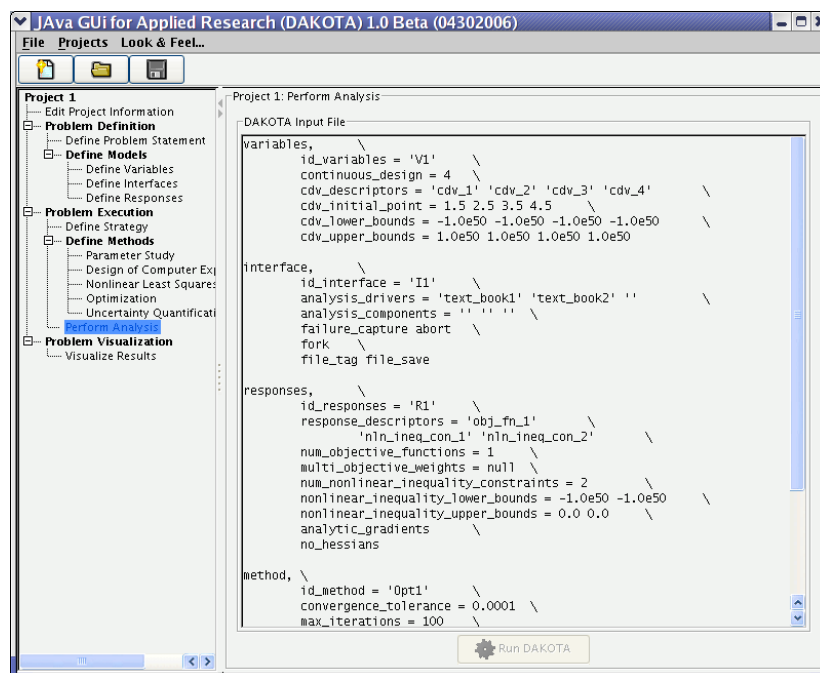 JAva GUi for Applied Research (DAKOTA) 1.0 Beta (04302006)
File Projects Look & Feel...
Project 1
Edit Project Information
Problem Definition
Define Problem Statement
Define Models
Define Variables
Define Interfaces
Define Responses
Problem Execution
Define Strategy
Define Methods
Parameter Study
Design of Computer Exp
Nonlinear Least Squares
Optimization
Uncertainty Quantificati
Perform Analysis
Problem Visualization
Visualize Results
Project 1: Perform Analysis
DAKOTA Input File
variables, \
id_variables = 'V1' \
continuous_design = 4 \
cdv_descriptors = 'cdv_1' 'cdv_2' 'cdv_3' 'cdv_4' \
cdv_initial_point = 1.5 2.5 3.5 4.5 \
cdv_lower_bounds = -1.0e50 -1.0e50 -1.0e50 -1.0e50 \
cdv_upper_bounds = 1.0e50 1.0e50 1.0e50 1.0e50
interface, \
id_interface = 'I1' \
analysis_drivers = 'text_book1' 'text_book2' '' \
analysis_components = '' '' '' \
failure_capture abort \
fork \
file_tag file_save
responses, \
id_responses = 'R1' \
response_descriptors = 'obj_fn_1' \
'nln_ineq_con_1' 'nln_ineq_con_2' \
num_objective_functions = 1 \
multi_objective_weights = null \
num_nonlinear_inequality_constraints = 2 \
nonlinear_inequality_lower_bounds = -1.0e50 -1.0e50 \
nonlinear_inequality_upper_bounds = 0.0 0.0 \
analytic_gradients \
no_hessians
method, \
id_method = 'Opt1' \
convergence_tolerance = 0.0001 \
max_iterations = 100 \
Run DAKOTA